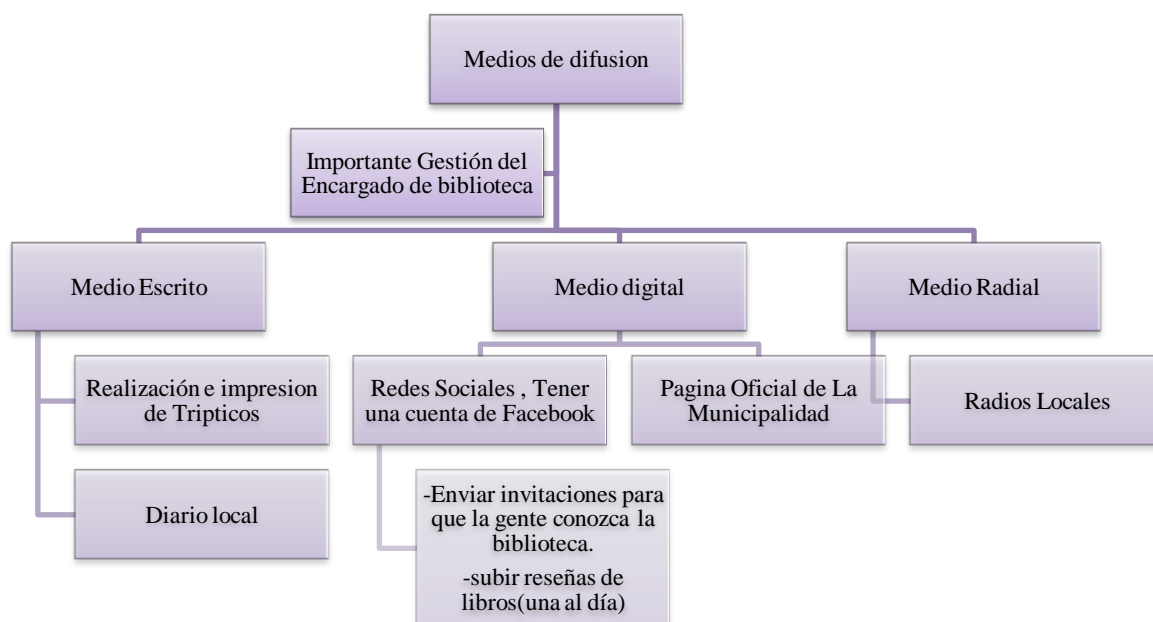 Medios de difusion
Importante Gestión del
Encargado de biblioteca
Medio Escrito
Medio digital
Medio Radial
Realización e impresion
de Tripticos
Redes Sociales , Tener
una cuenta de Facebook
Pagina Oficial de La
Municipalidad
Radios Locales
Diario local
-Enviar invitaciones para
que la gente conozca la
biblioteca.
-subir reseñas de
libros(una al día)